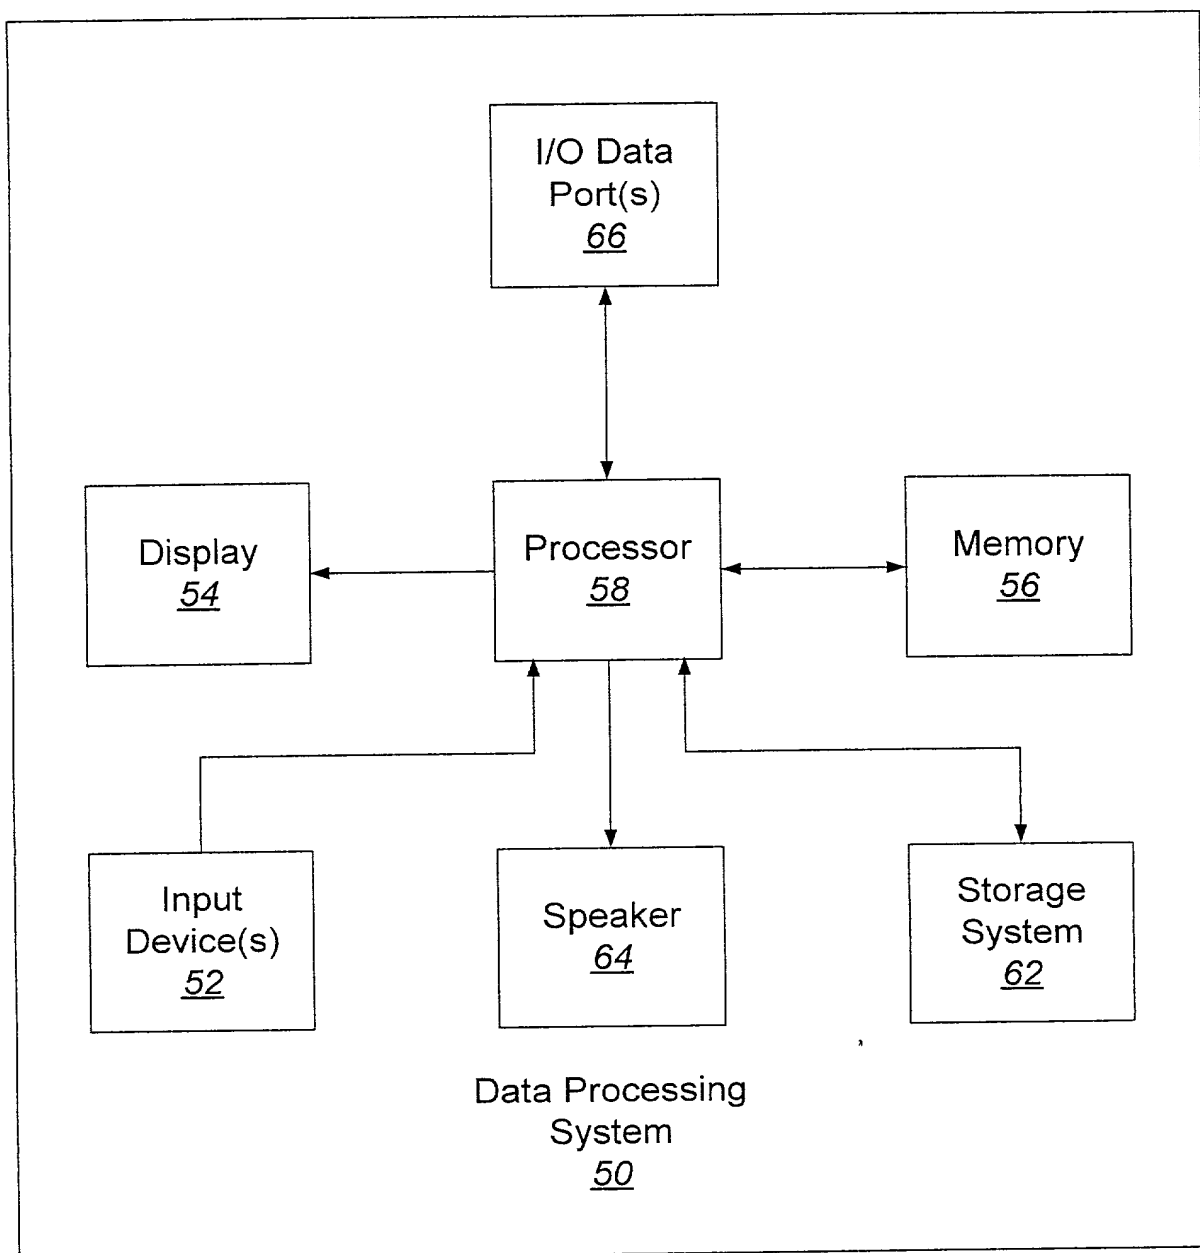 I/O Data
Port(s)
66
Display
54
Processor
58
Memory
56
Input
Device(s)
52
Speaker
64
Storage
System
62
Data Processing
System
50